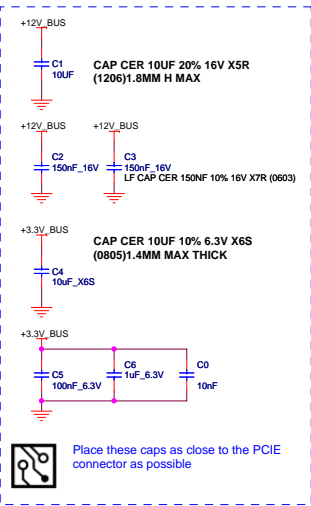 +12V_BUS
C1
10UF
CAP CER 10UF 20% 16V X5R
(1206)1.8MM H MAX
+12V_BUS
+12V_BUS
C2
150nF_16V
C3
150nF_16V
LF CAP CER 150NF 10% 16V X7R (0603)
+3.3V_BUS
CAP CER 10UF 10% 6.3V X6S
(0805)1.4MM MAX THICK
C4
10uF_X6S
+3.3V_BUS
C5
100nF_6.3V
C6
1uF_6.3V
C0
10nF
Place these caps as close to the PCIE
connector as possible